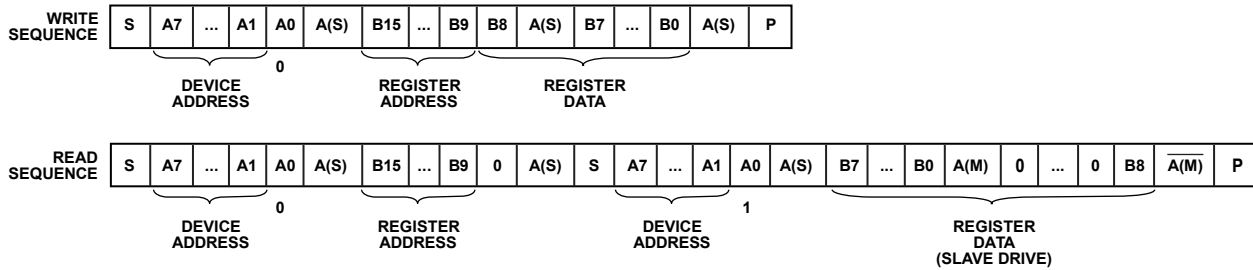 WRITE
SEQUENCE
S A7 ... A1 A0 A(S) B15 ... B9 B8 A(S) B7 ... B0 A(S) P
0
DEVICE
ADDRESS
REGISTER
ADDRESS
REGISTER
DATA
READ
SEQUENCE
S A7 ... A1 A0 A(S) B15 ... B9 0 A(S) S A7 ... A1 A0 A(S) B7 ... B0 A(M) 0 ... 0 B8 A(M) P
0 1
DEVICE
ADDRESS
REGISTER
ADDRESS
DEVICE
ADDRESS
REGISTER
DATA
(SLAVE DRIVE)